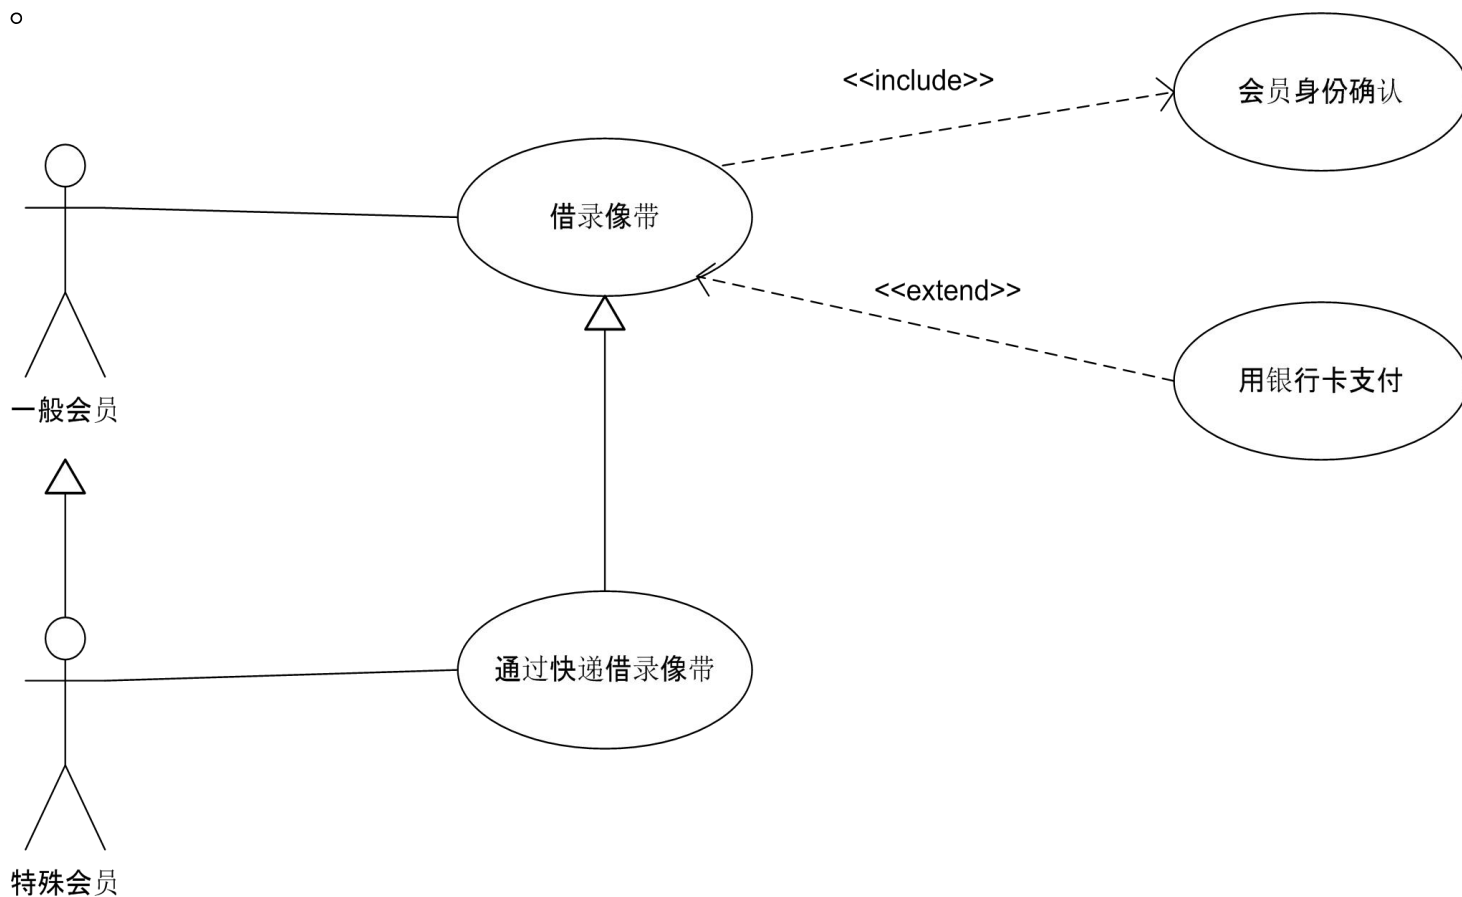 。
<<include>>
会员身份确认
借录像带
<<extend>>
用银行卡支付
一般会员
通过快递借录像带
特殊会员